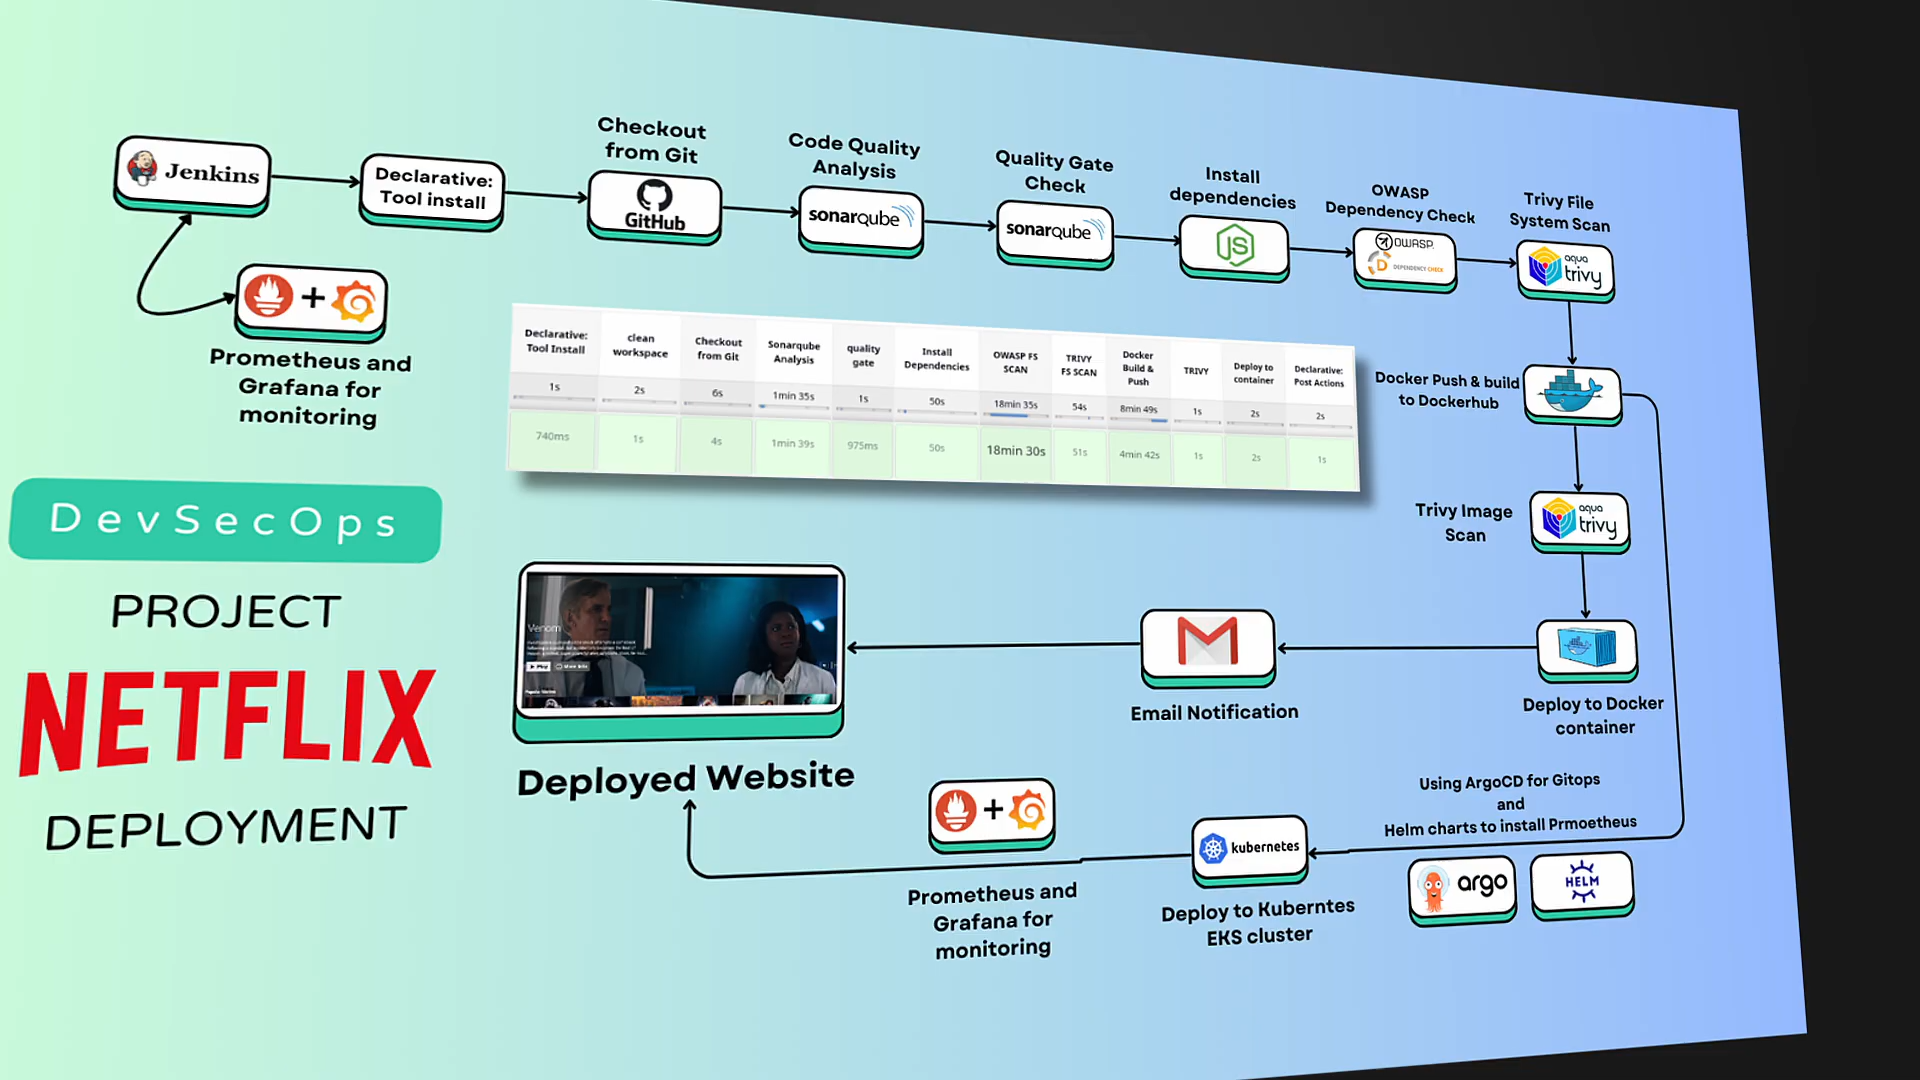 Jenkins
Declarative:
Tool install
Checkout
from Git
GitHub
Code Quality
Analysis
sonarqube
Quality Gate
Check
sonarqube
Install
dependencies
JS
OWASP
Dependency Check
OWASP
DEPENDENCY CHECK
Trivy File
System Scan
aqua
trivy
+
Prometheus and
Grafana for
monitoring
Declarative:
Tool Install
clean
workspace
Checkout
from Git
Sonarqube
Analysis
quality
gate
Install
Dependencies
OWASP FS
SCAN
TRIVY
FS SCAN
Docker
Build &
Push
TRIVY
Deploy to
container
Declarative:
Post Actions
1s
2s
6s
1min 35s
1s
50s
18min 35s
54s
8min 49s
1s
2s
2s
740ms
1s
4s
1min 39s
975ms
50s
18min 30s
51s
4min 42s
1s
2s
1s
Docker Push & build
to Dockerhub
Trivy Image
Scan
aqua
trivy
DevSecOps
PROJECT
NETFLIX
DEPLOYMENT
Venom
Play
More Info
Deployed Website
Email Notification
Deploy to Docker
container
Using ArgoCD for Gitops
and
Helm charts to install Prmoetheus
argo
HELM
kubernetes
Deploy to Kuberntes
EKS cluster
+
Prometheus and
Grafana for
monitoring